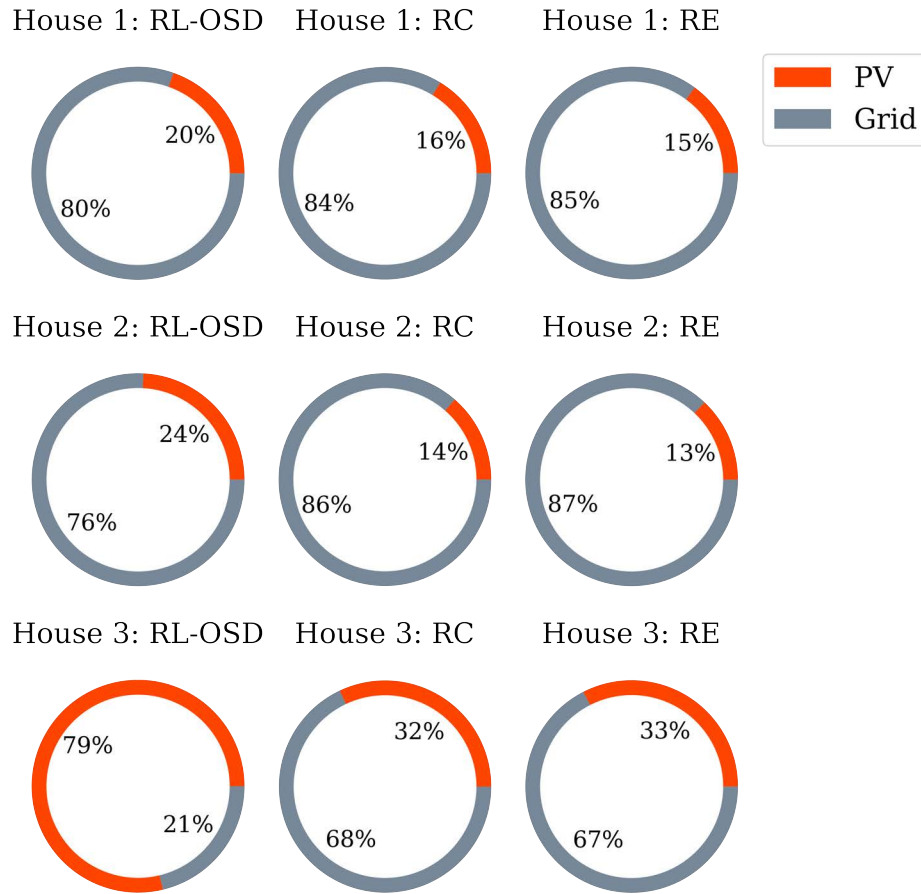 House 1: RL-OSD
House 1: RC
House 1: RE
PV
Grid
20%
80%
16%
84%
15%
85%
House 2: RL-OSD
House 2: RC
House 2: RE
24%
76%
14%
86%
13%
87%
House 3: RL-OSD
House 3: RC
House 3: RE
79%
21%
32%
68%
33%
67%